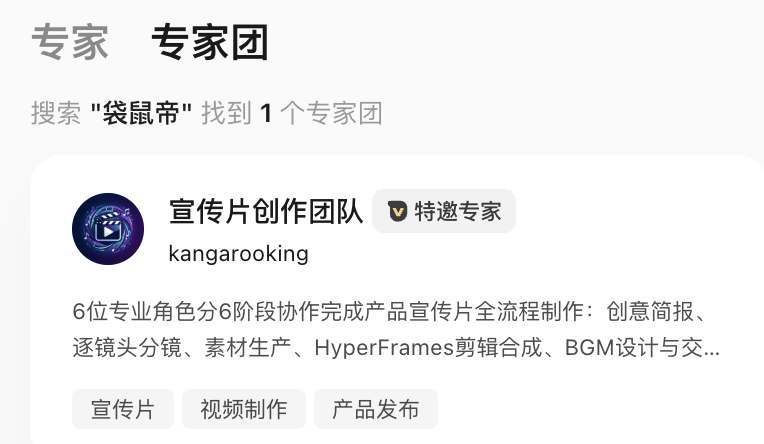 专家 专家团
搜索 "袋鼠帝" 找到 1 个专家团
宣传片创作团队 特邀专家
kangarooking
6位专业角色分6阶段协作完成产品宣传片全流程制作：创意简报、
逐镜头分镜、素材生产、HyperFrames剪辑合成、BGM设计与交...
宣传片 视频制作 产品发布